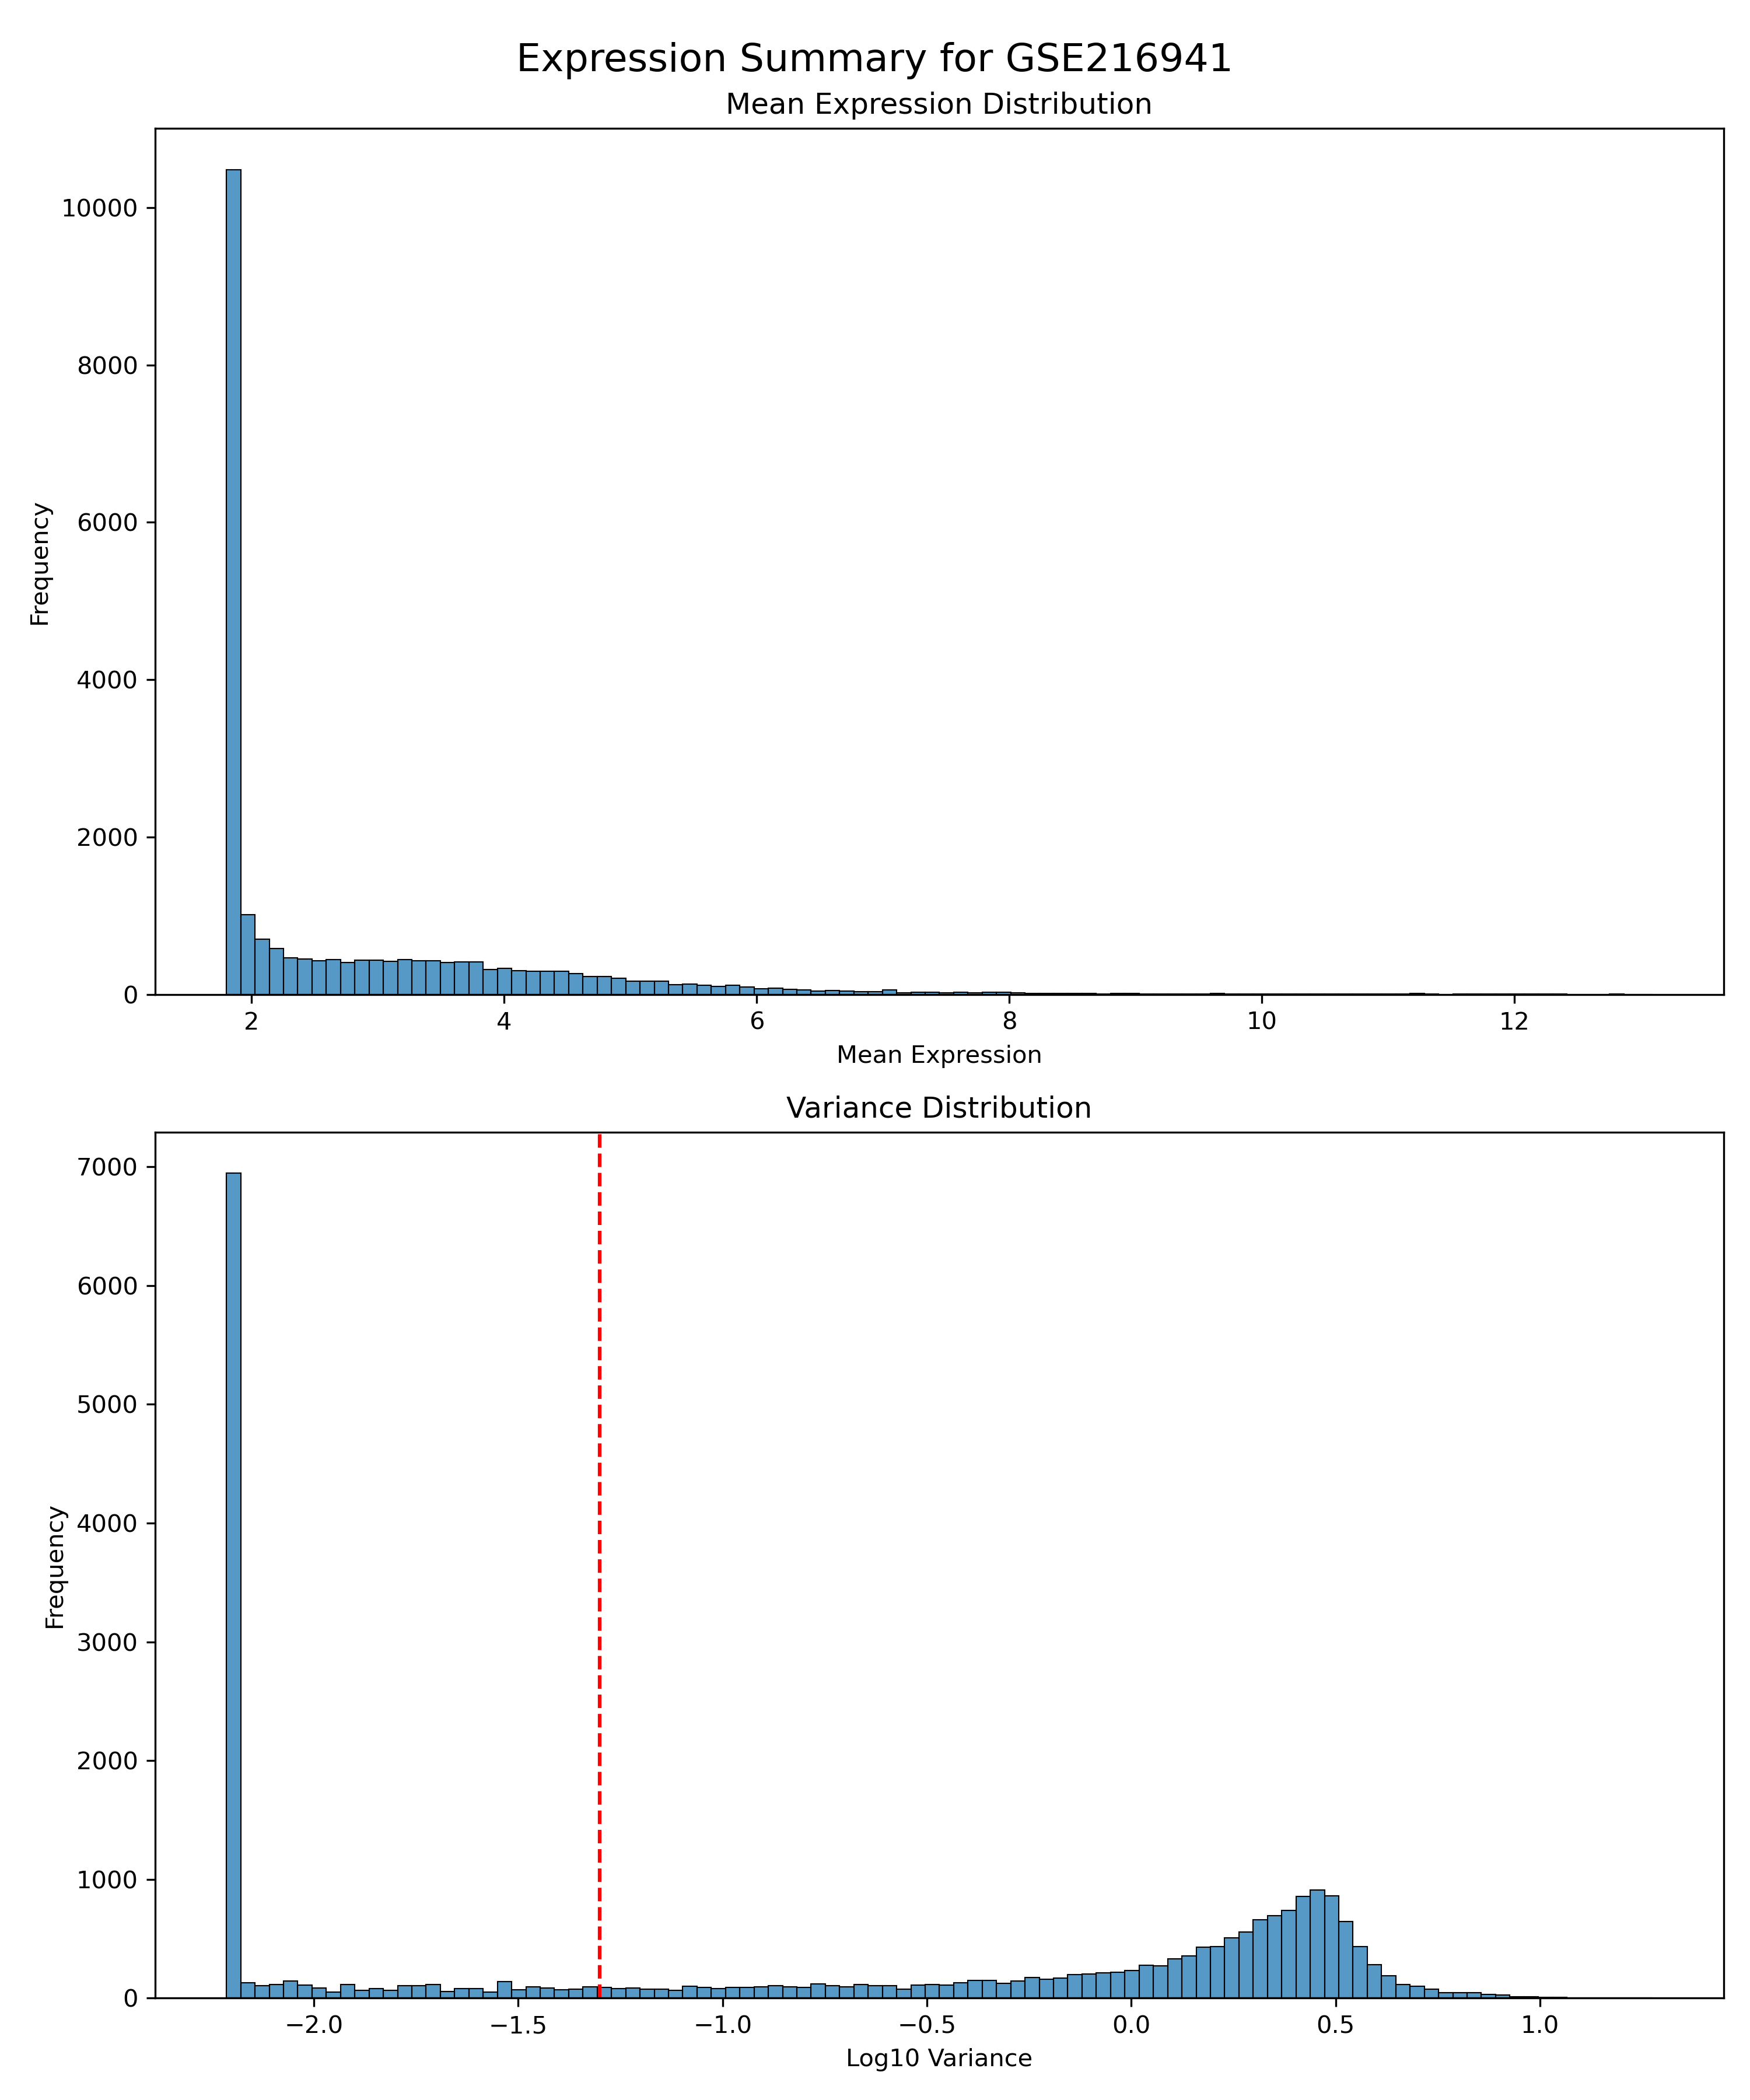 Expression Summary for GSE216941
Mean Expression Distribution
10000
8000
6000
4000
2000
0
Frequency
2 4 6 8 10 12
Mean Expression
Variance Distribution
7000
6000
5000
4000
3000
2000
1000
0
Frequency
−2.0 −1.5 −1.0 −0.5 0.0 0.5 1.0
Log10 Variance